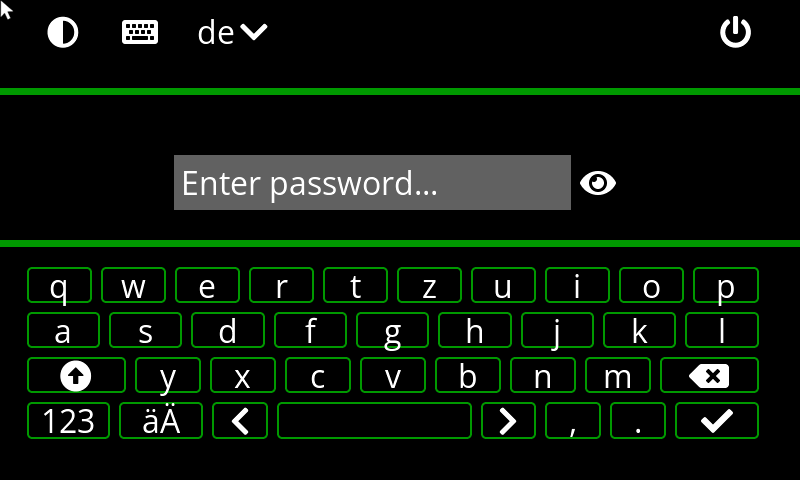 de
Enter password...
q w e r t z u i o p
a s d f g h j k l
y x c v b n m
123 äÄ , .